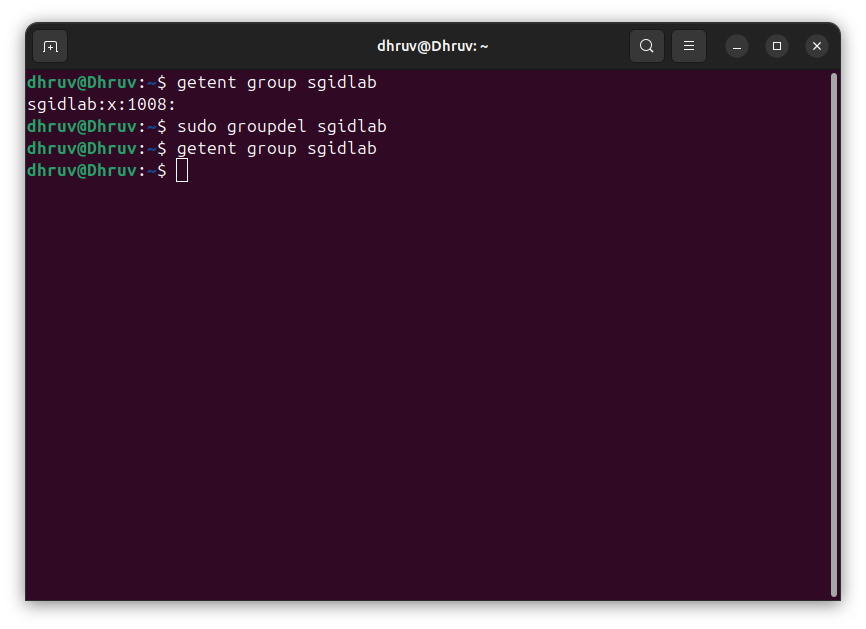 dhruv@Dhruv: ~
dhruv@Dhruv:~$ getent group sgidlab
sgidlab:x:1008:
dhruv@Dhruv:~$ sudo groupdel sgidlab
dhruv@Dhruv:~$ getent group sgidlab
dhruv@Dhruv:~$